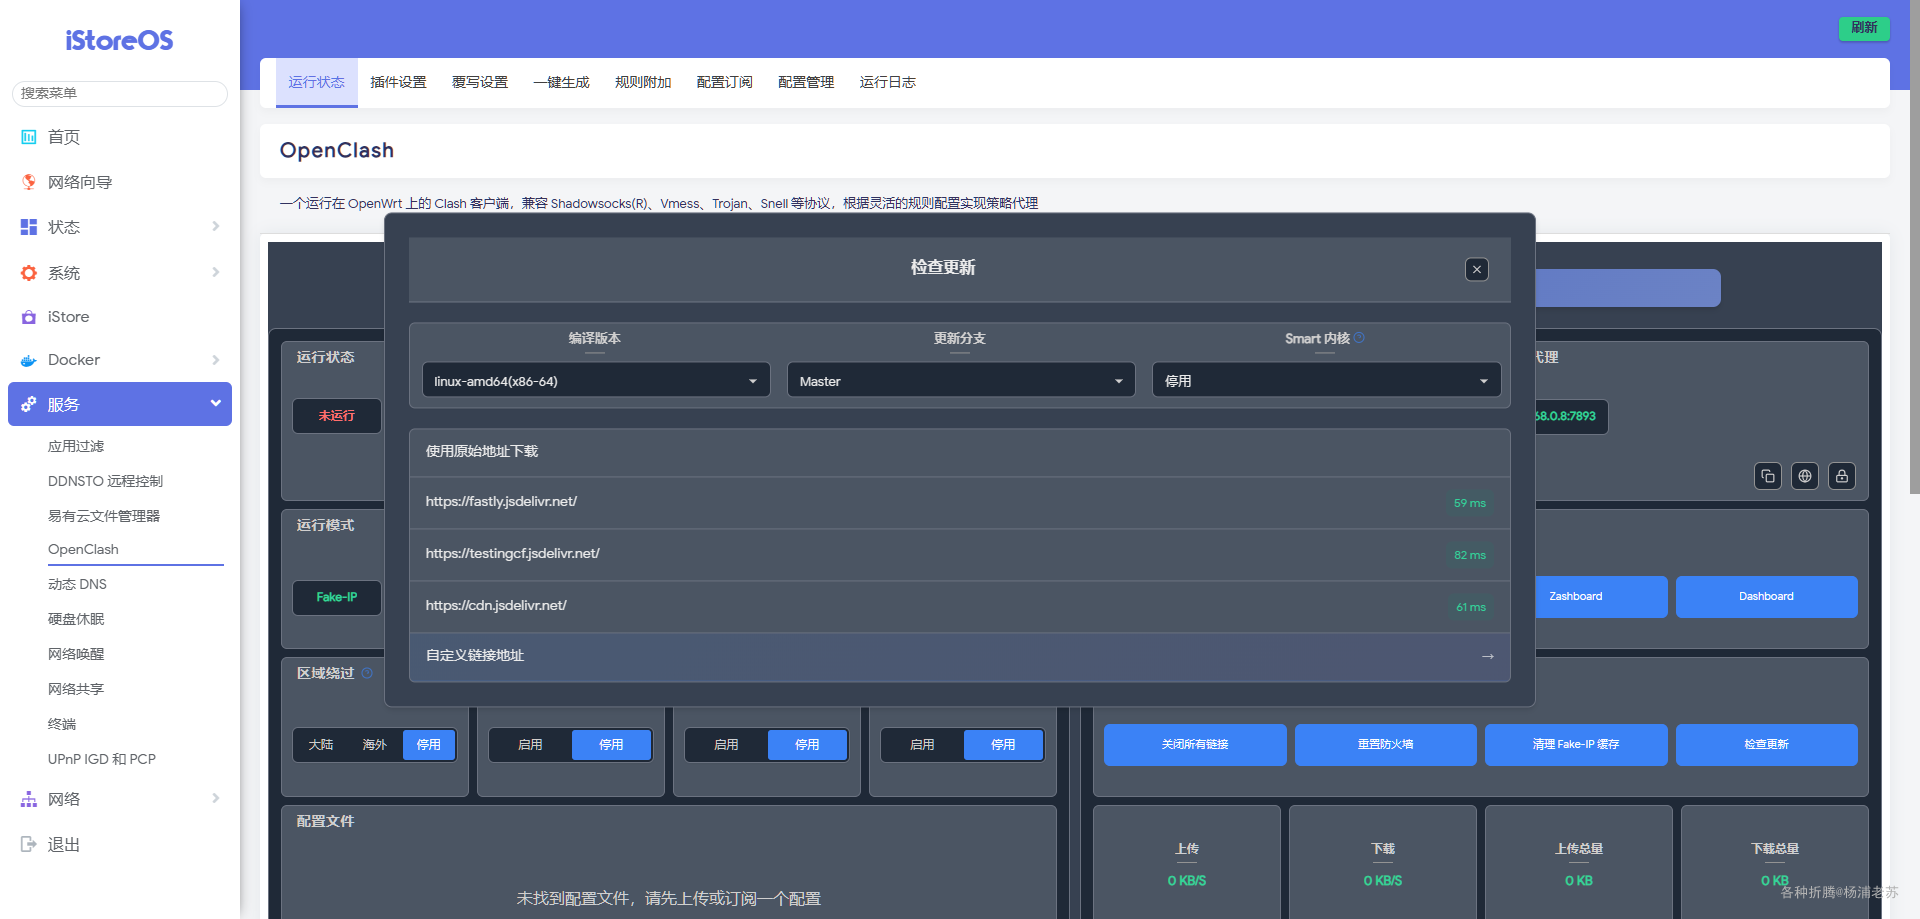 iStoreOS
搜索菜单
首页
网络向导
状态
系统
iStore
Docker
服务
应用过滤
DDNSTO 远程控制
易有云文件管理器
OpenClash
动态 DNS
硬盘休眠
网络唤醒
网络共享
终端
UPnP IGD 和 PCP
网络
退出
刷新
运行状态 插件设置 覆写设置 一键生成 规则附加 配置订阅 配置管理 运行日志
OpenClash
一个运行在 OpenWrt 上的 Clash 客户端，兼容 Shadowsocks(R)、Vmess、Trojan、Snell 等协议，根据灵活的规则配置实现策略代理
检查更新
编译版本 更新分支 Smart 内核
linux-amd64(x86-64) Master 停用
使用原始地址下载
https://fastly.jsdelivr.net/ 59 ms
https://testingcf.jsdelivr.net/ 82 ms
https://cdn.jsdelivr.net/ 61 ms
自定义链接地址 →
运行状态
未运行
代理
68.0.8:7893
运行模式
Fake-IP
Zashboard Dashboard
区域绕过
大陆 海外 停用 启用 停用 启用 停用 启用 停用
关闭所有链接 重置防火墙 清理 Fake-IP 缓存 检查更新
配置文件
未找到配置文件，请先上传或订阅一个配置
上传 下载 上传总量 下载总量
0 KB/S 0 KB/S 0 KB 0 KB
各种折腾@杨浦老苏